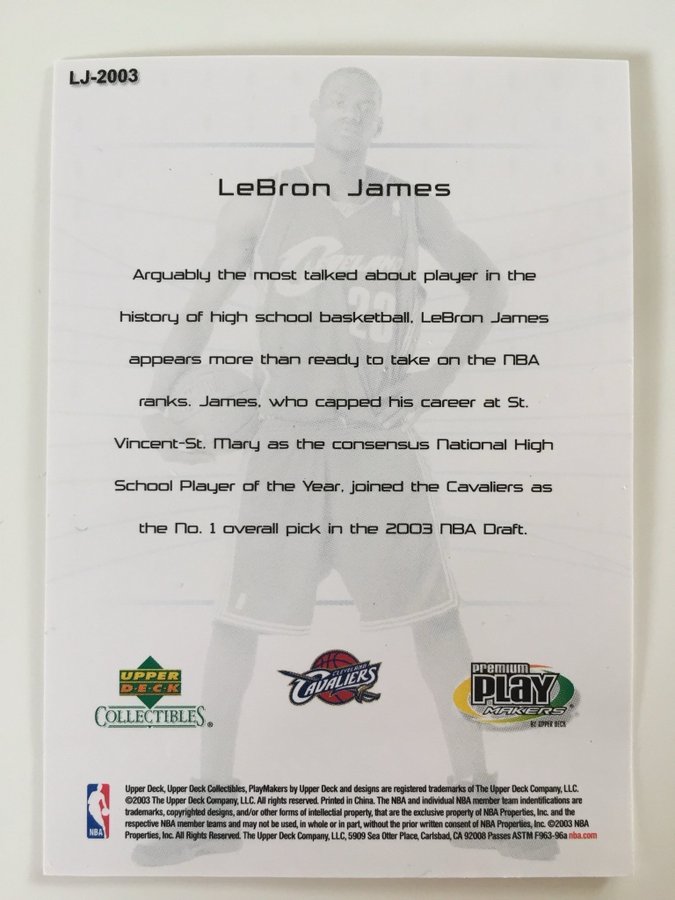 LJ-2003
LeBron James
Arguably the most talked about player in the
history of high school basketball, LeBron James
appears more than ready to take on the NBA
ranks. James, who capped his career at St.
Vincent-St. Mary as the consensus National High
School Player of the Year, joined the Cavaliers as
the No. 1 overall pick in the 2003 NBA Draft.
UPPER
DECK
COLLECTIBLES®
CLEVELAND
CAVALIERS
PREMIUM
PLAY
MAKERS®
BY UPPER DECK
NBA
Upper Deck, Upper Deck Collectibles, PlayMakers by Upper Deck and designs are registered trademarks of The Upper Deck Company, LLC.
©2003 The Upper Deck Company, LLC. All rights reserved. Printed in China. The NBA and individual NBA member team indentifications are
trademarks, copyrighted designs, and/or other forms of intellectial property, that are the exclusive property of NBA Properties, Inc. and the
respective NBA member teams and may not be used, in whole or in part, without the prior written consent of NBA Properties, Inc. ©2003 NBA
Properties, Inc. All Rights Reserved. The Upper Deck Company, LLC, 5909 Sea Otter Place, Carlsbad, CA 92008 Passes ASTM F963-96a nba.com